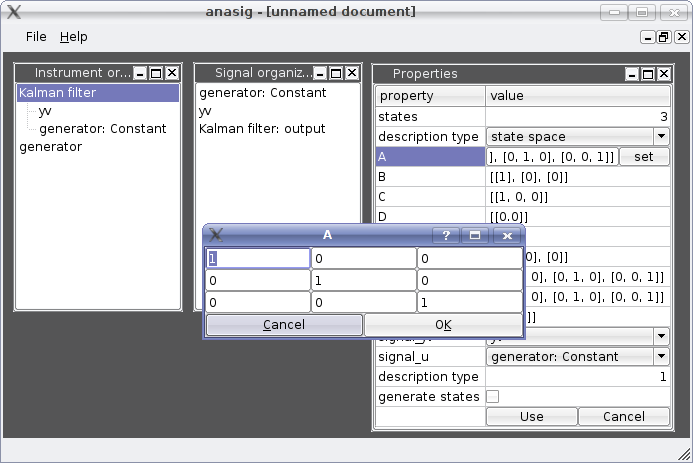 anasig - [unnamed document]
File Help
Instrument or...
Kalman filter
yv
generator: Constant
generator
Signal organiz...
generator: Constant
yv
Kalman filter: output
Properties
property value
states 3
description type state space
A ], [0, 1, 0], [0, 0, 1]] set
B [[1], [0], [0]]
C [[1, 0, 0]]
D [[0.0]]
0], [0]]
0], [0, 1, 0], [0, 0, 1]]
0], [0, 1, 0], [0, 0, 1]]
]]
signal_u generator: Constant
description type 1
generate states
Use Cancel
A
?
1 0 0
0 1 0
0 0 1
Cancel OK